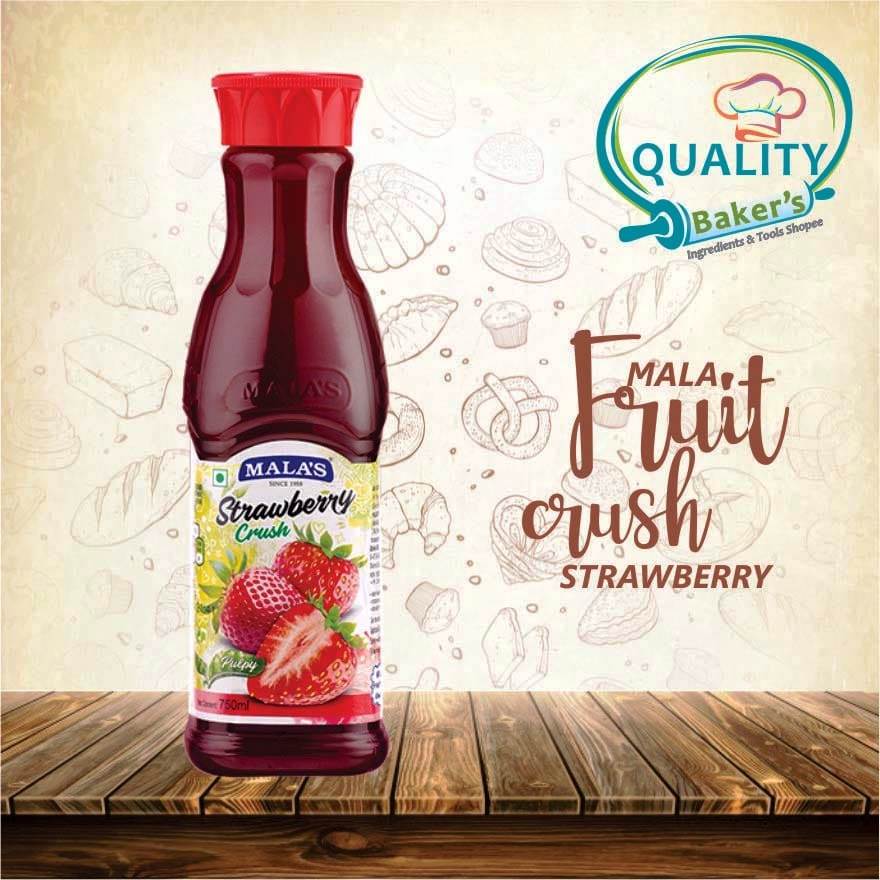 QUALITY
Baker's
Ingredients & Tools Shopee
MALA
Fruit
crush
STRAWBERRY
MALA'S
MALA'S
SINCE 1959
Strawberry
Crush
Pulpy
750ml